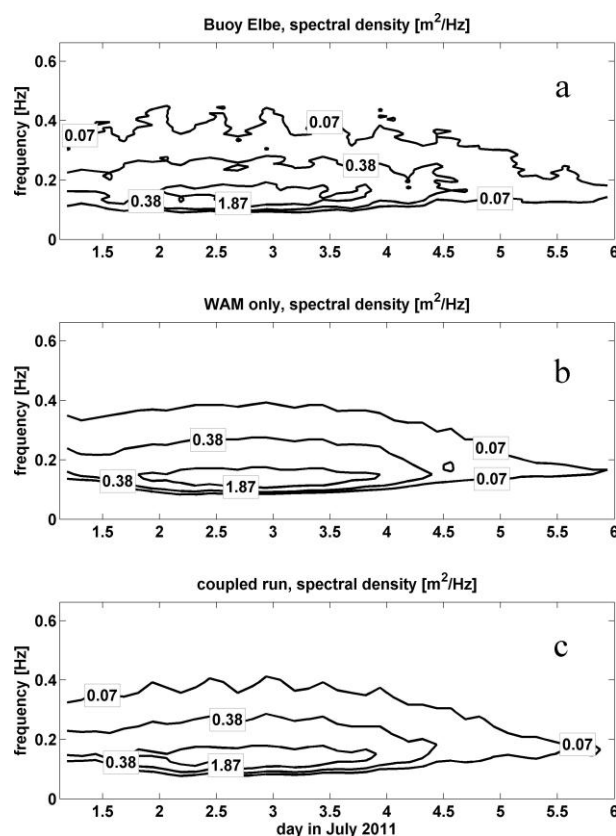 Buoy Elbe, spectral density [m²/Hz]
frequency [Hz]
0.6
0.4
0.2
0
a
0.07
0.07
0.38
0.38
1.87
0.07
1.5 2 2.5 3 3.5 4 4.5 5 5.5 6
WAM only, spectral density [m²/Hz]
frequency [Hz]
0.6
0.4
0.2
0
b
0.38
0.07
0.38
1.87
0.07
1.5 2 2.5 3 3.5 4 4.5 5 5.5 6
coupled run, spectral density [m²/Hz]
frequency [Hz]
0.6
0.4
0.2
0
c
0.07
0.38
0.07
0.38
1.87
1.5 2 2.5 3 3.5 4 4.5 5 5.5 6
day in July 2011